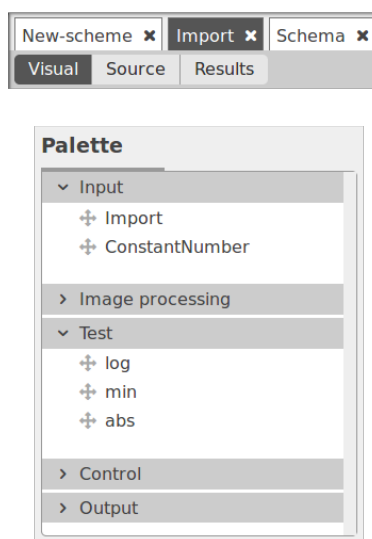 New-scheme Import Schema
Visual Source Results
Palette
Input
Import
ConstantNumber
Image processing
Test
log
min
abs
Control
Output